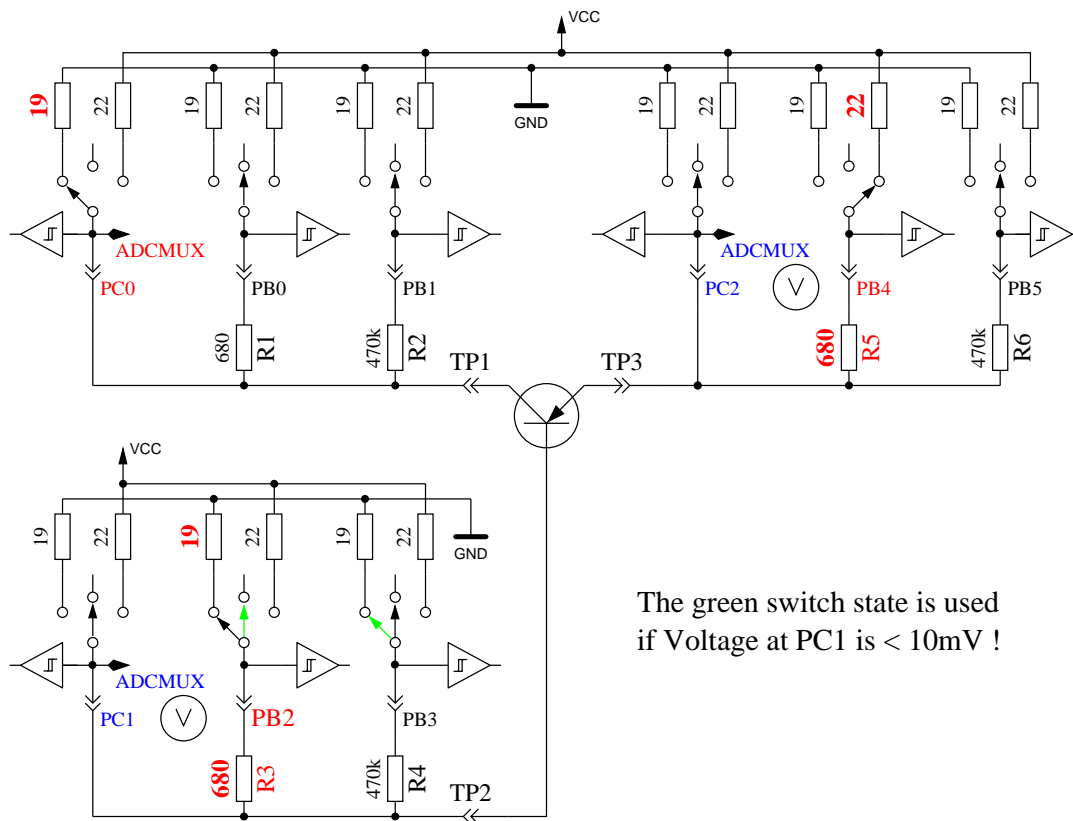 VCC
19
22
19
22
19
22
GND
19
22
19
22
19
22
ADCMUX
ADCMUX
PC0
PB0
PB1
PC2
V
PB4
PB5
680
R1
470k
R2
680
R5
470k
R6
TP1
TP3
VCC
19
22
19
22
19
22
GND
The green switch state is used
if Voltage at PC1 is < 10mV !
ADCMUX
PC1
V
PB2
PB3
680
R3
470k
R4
TP2